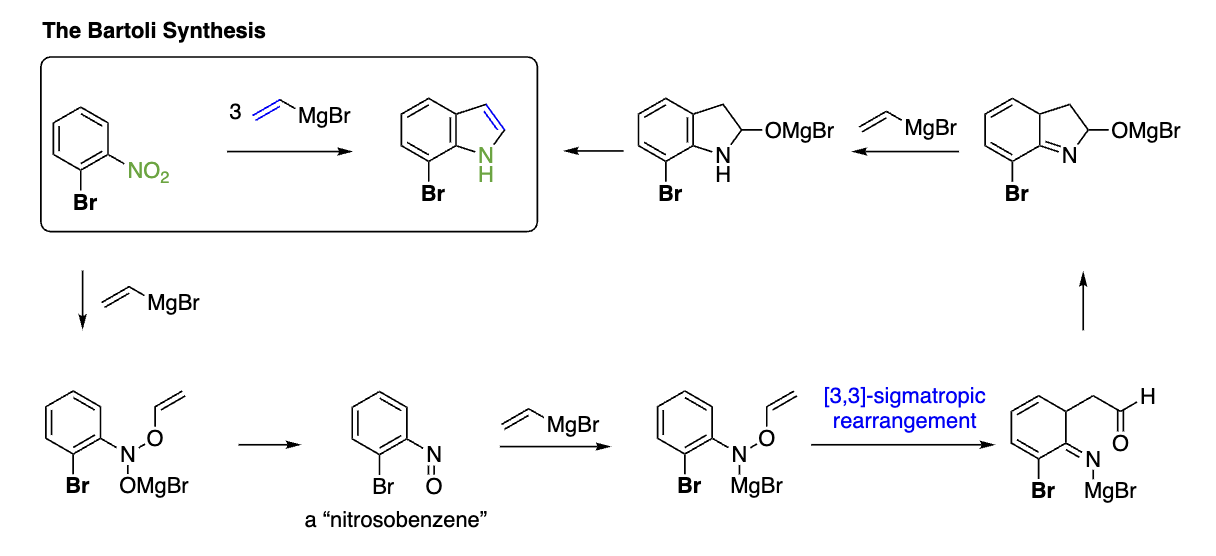 The Bartoli Synthesis
3 MgBr
NO2
Br
N
H
Br
OMgBr
N
H
Br
MgBr
OMgBr
N
Br
MgBr
O
N
Br OMgBr
N
Br O
a “nitrosobenzene”
MgBr
O
N
Br MgBr
[3,3]-sigmatropic
rearrangement
H
O
N
Br MgBr